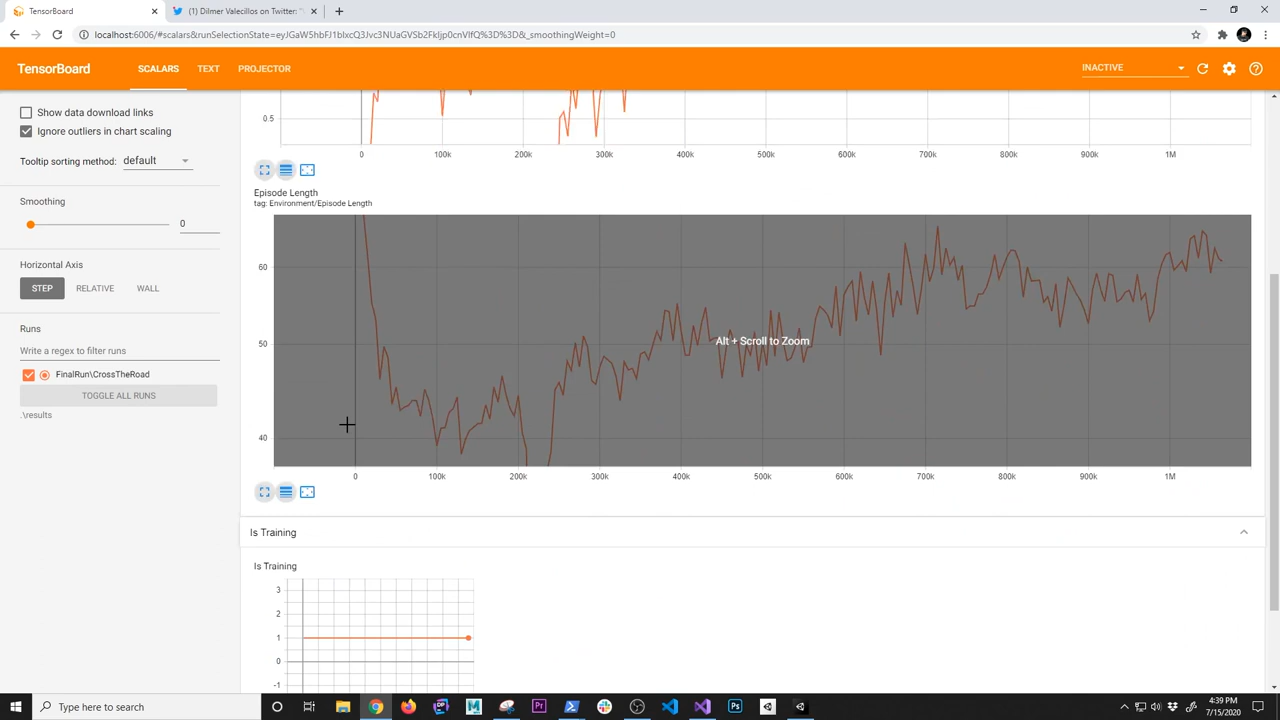 TensorBoard
(1) Dilmer Valecillos on Twitter: "
localhost:6006/#scalars&runSelectionState=eyJGaW5hbFJ1blxcQ3Jvc3NUaGVSb2FkIjp0cnVlfQ%3D%3D&_smoothingWeight=0
TensorBoard
SCALARS
TEXT
PROJECTOR
INACTIVE
Show data download links
Ignore outliers in chart scaling
Tooltip sorting method: default
Smoothing
0
Horizontal Axis
STEP
RELATIVE
WALL
Runs
Write a regex to filter runs
FinalRun\CrossTheRoad
TOGGLE ALL RUNS
.\results
0.5
0 100k 200k 300k 400k 500k 600k 700k 800k 900k 1M
Episode Length
tag: Environment/Episode Length
60
50
Alt + Scroll to Zoom
40
0 100k 200k 300k 400k 500k 600k 700k 800k 900k 1M
Is Training
Is Training
3
2
1
0
-1
Type here to search
4:39 PM
7/15/2020